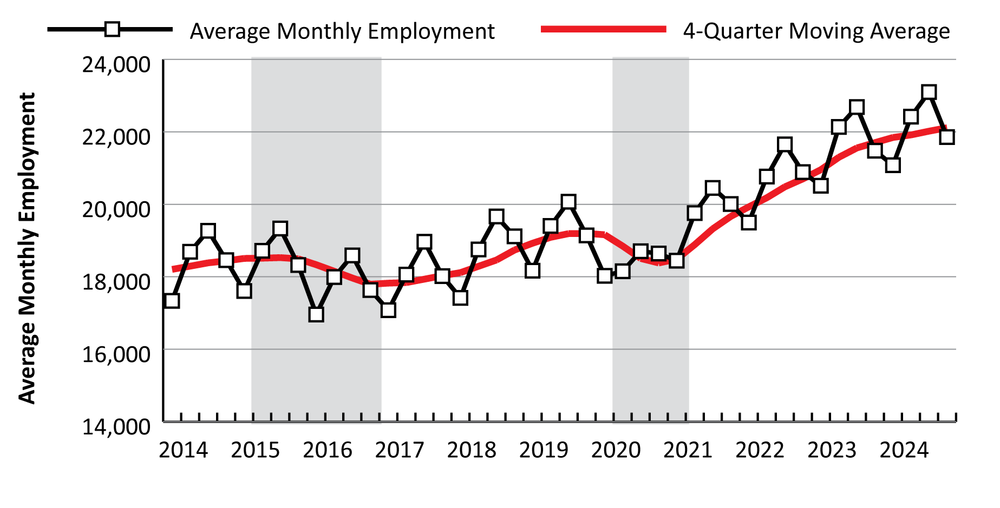 Average Monthly Employment
4-Quarter Moving Average
24,000
22,000
20,000
18,000
16,000
14,000
Average Monthly Employment
2014 2015 2016 2017 2018 2019 2020 2021 2022 2023 2024